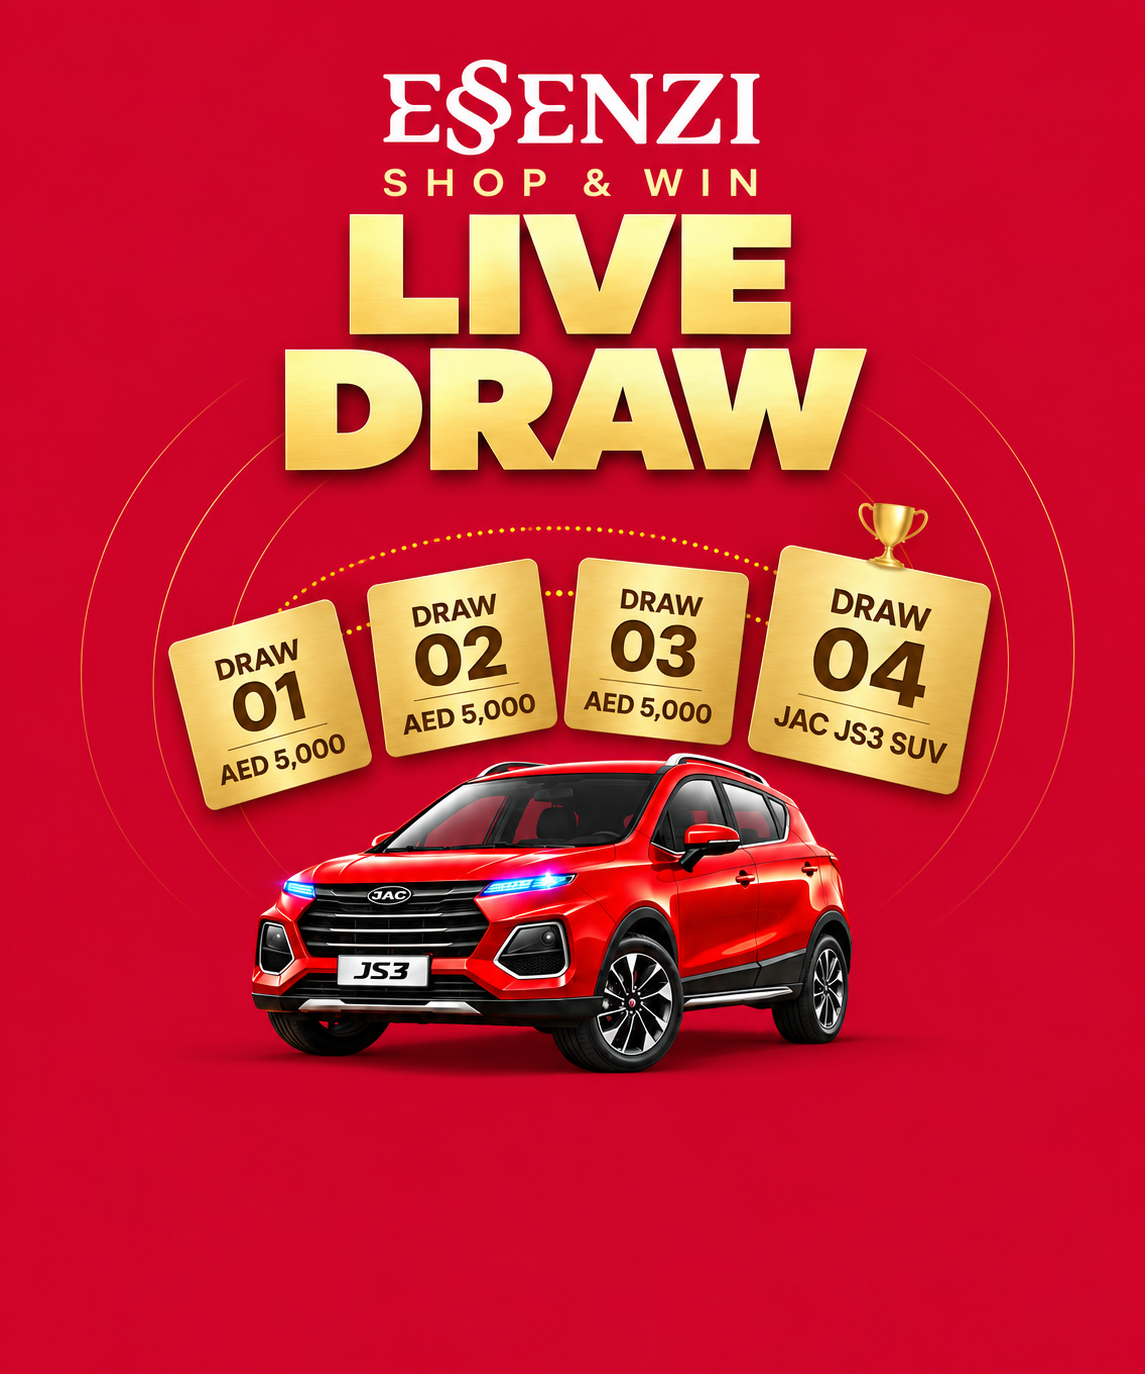 ESSENZI
SHOP & WIN
LIVE
DRAW
DRAW
01
AED 5,000
DRAW
02
AED 5,000
DRAW
03
AED 5,000
DRAW
04
JAC JS3 SUV
JAC
JS3